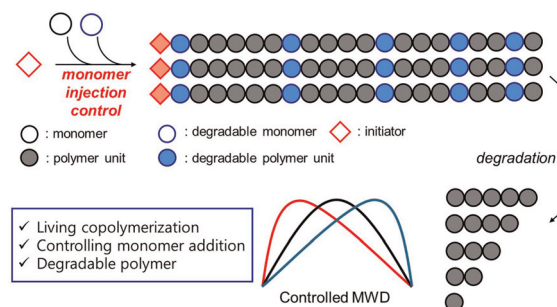 monomer
injection
control
: monomer
: degradable monomer
: initiator
: polymer unit
: degradable polymer unit
degradation
✓ Living copolymerization
✓ Controlling monomer addition
✓ Degradable polymer
Controlled MWD